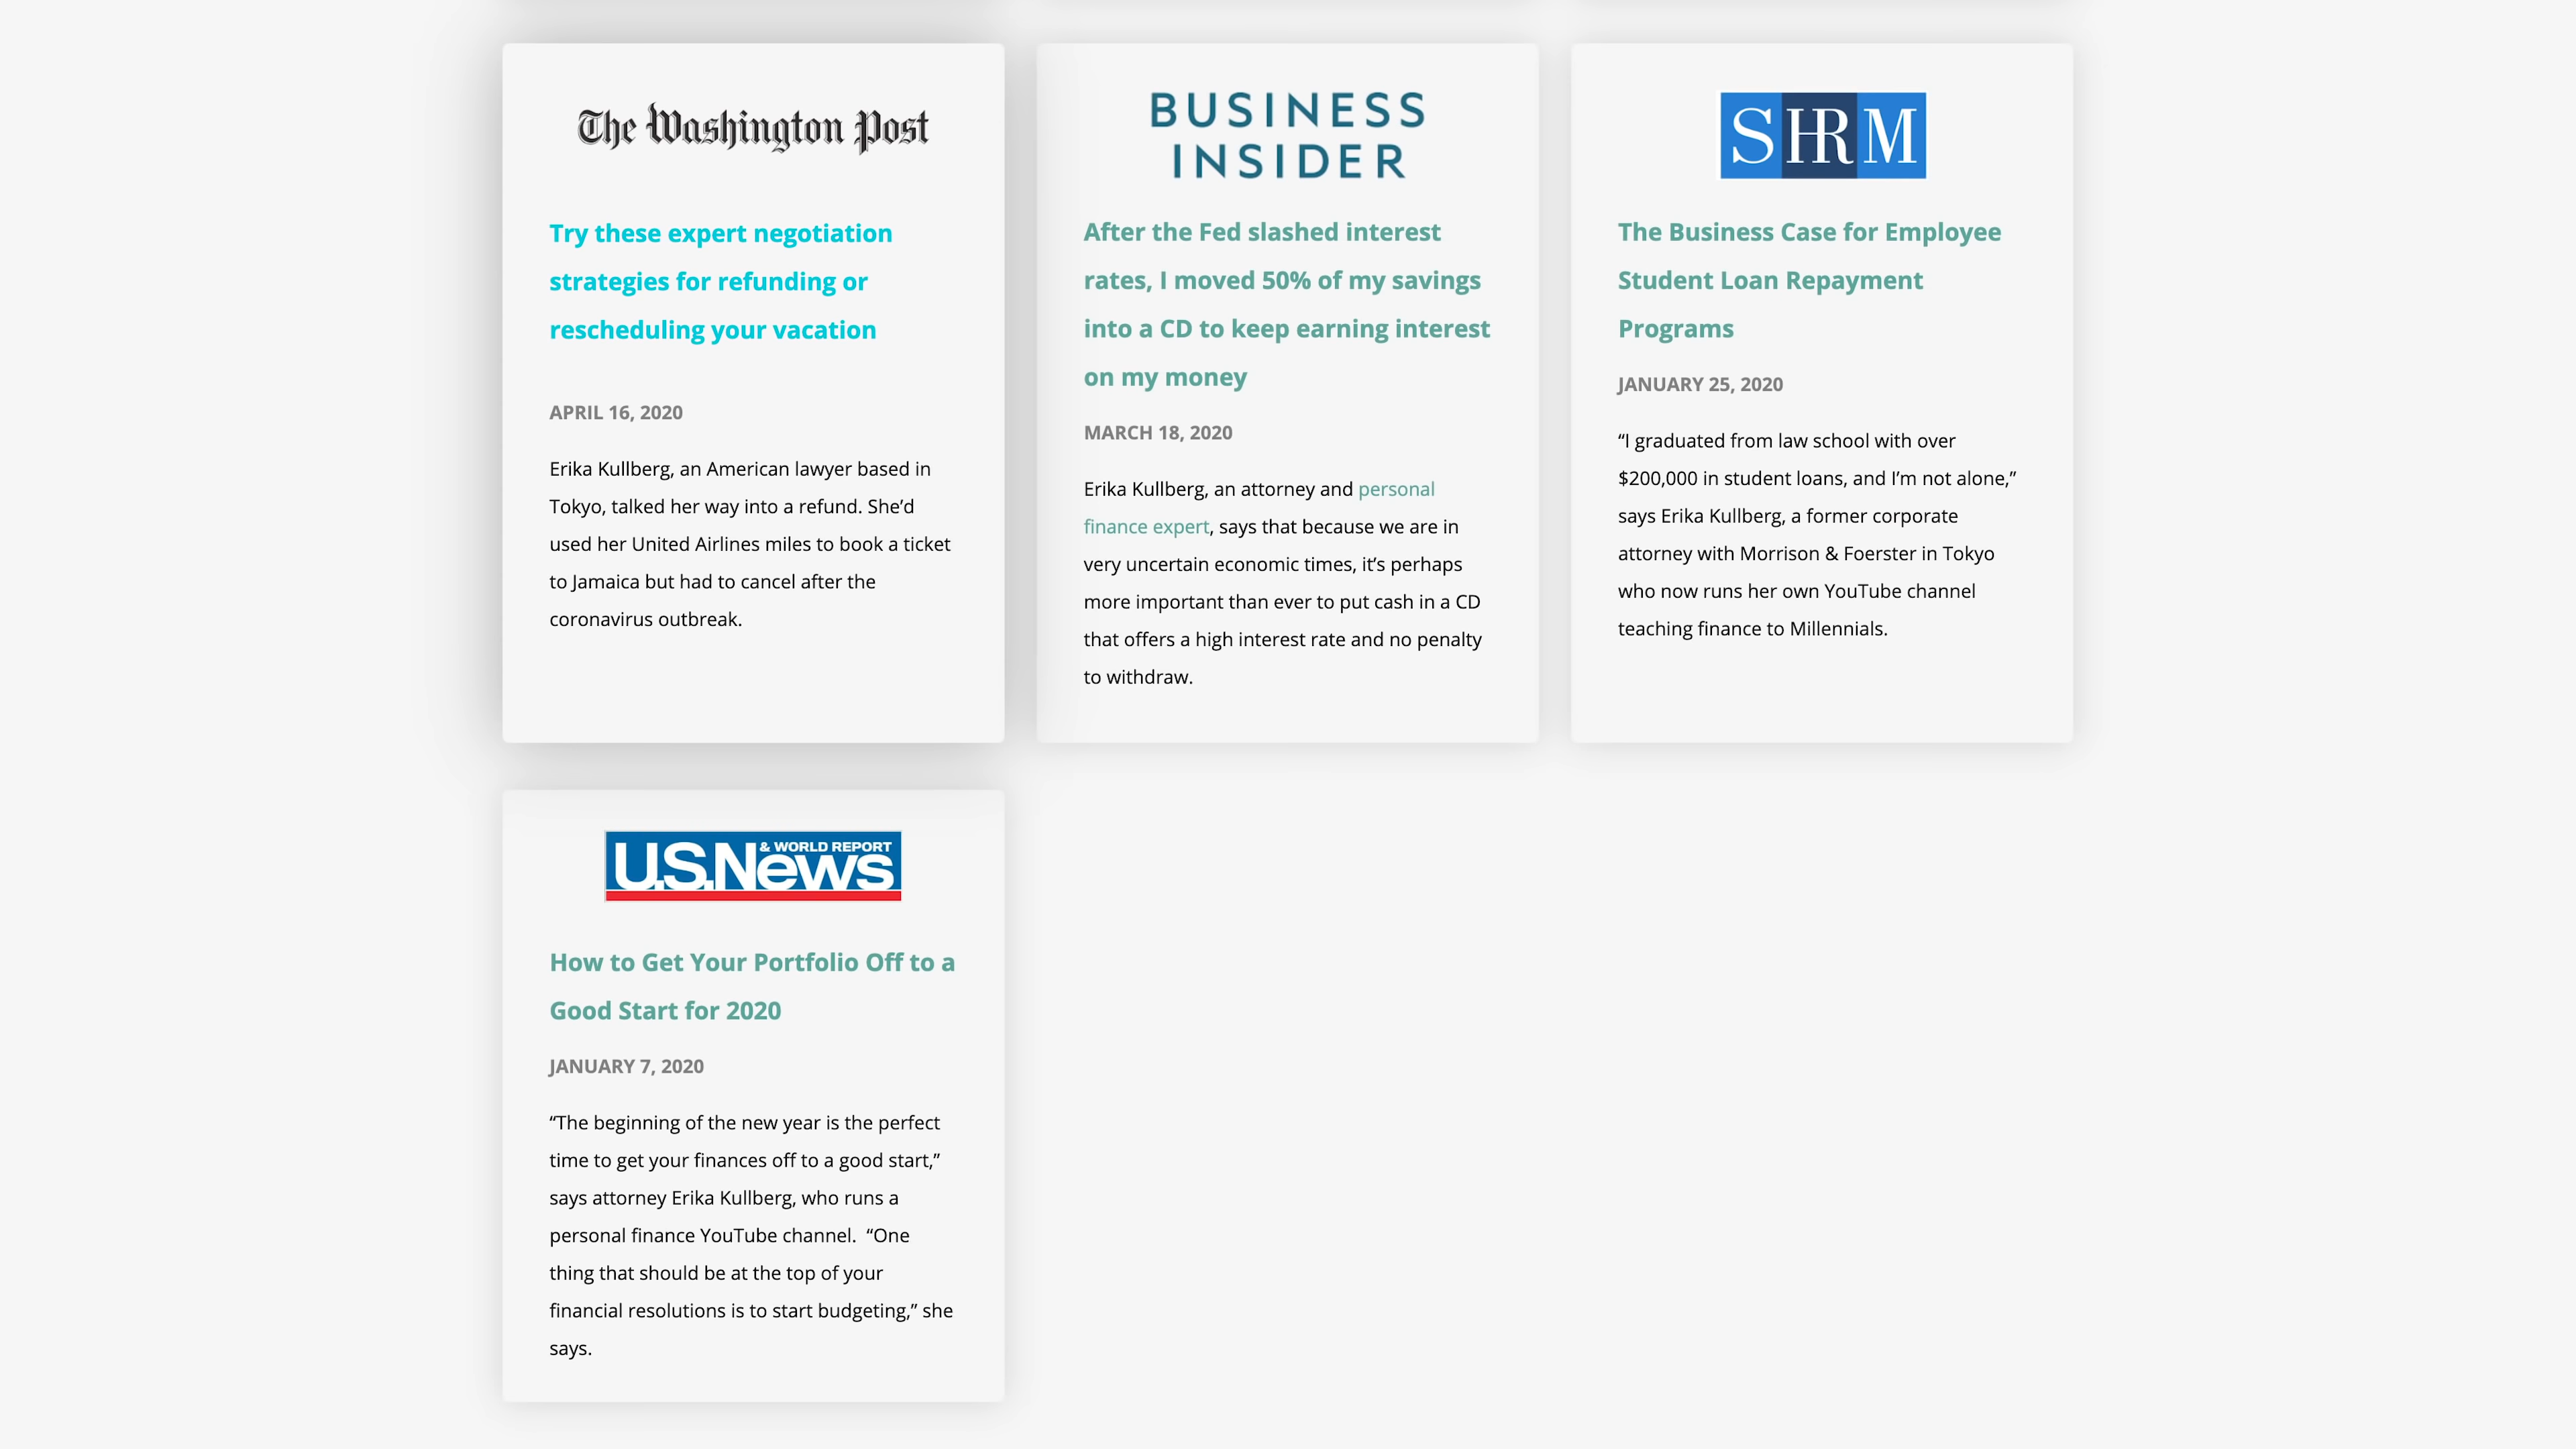 The Washington Post
Try these expert negotiation
strategies for refunding or
rescheduling your vacation
APRIL 16, 2020
Erika Kullberg, an American lawyer based in
Tokyo, talked her way into a refund. She’d
used her United Airlines miles to book a ticket
to Jamaica but had to cancel after the
coronavirus outbreak.
BUSINESS
INSIDER
After the Fed slashed interest
rates, I moved 50% of my savings
into a CD to keep earning interest
on my money
MARCH 18, 2020
Erika Kullberg, an attorney and personal
finance expert, says that because we are in
very uncertain economic times, it’s perhaps
more important than ever to put cash in a CD
that offers a high interest rate and no penalty
to withdraw.
SHRM
The Business Case for Employee
Student Loan Repayment
Programs
JANUARY 25, 2020
“I graduated from law school with over
$200,000 in student loans, and I’m not alone,”
says Erika Kullberg, a former corporate
attorney with Morrison & Foerster in Tokyo
who now runs her own YouTube channel
teaching finance to Millennials.
U.S.News & WORLD REPORT
How to Get Your Portfolio Off to a
Good Start for 2020
JANUARY 7, 2020
“The beginning of the new year is the perfect
time to get your finances off to a good start,”
says attorney Erika Kullberg, who runs a
personal finance YouTube channel.  “One
thing that should be at the top of your
financial resolutions is to start budgeting,” she
says.